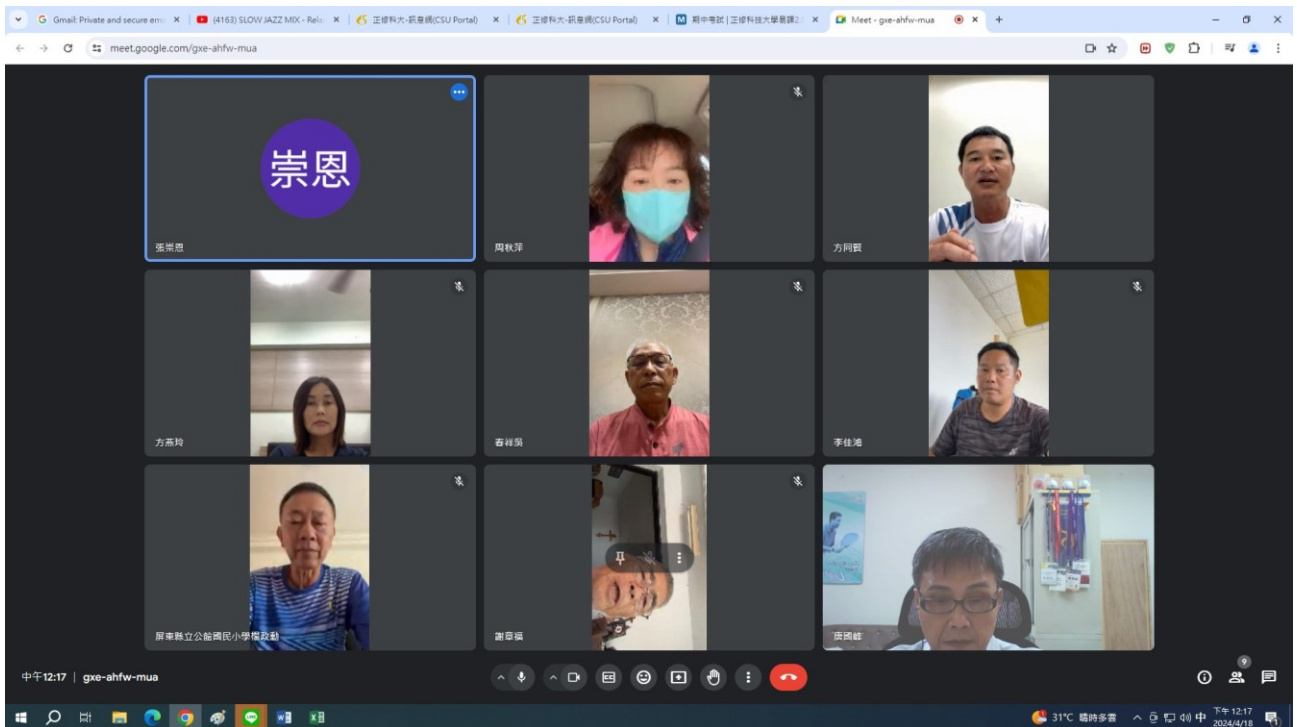 Gmail: Private and secure em
(4163) SLOW JAZZ MIX - Rela
正修科大-訊息網(CSU Portal)
正修科大-訊息網(CSU Portal)
期中考試 | 正修科技大學易課2.
Meet - gxe-ahfw-mua
meet.google.com/gxe-ahfw-mua
崇恩
張崇恩
周秋萍
方同賢
方燕玲
春祥吳
李佳鴻
屏東縣立公館國民小學楊政勳
謝章福
唐國峰
中午12:17 | gxe-ahfw-mua
9
31°C 晴時多雲
中
下午 12:17
2024/4/18